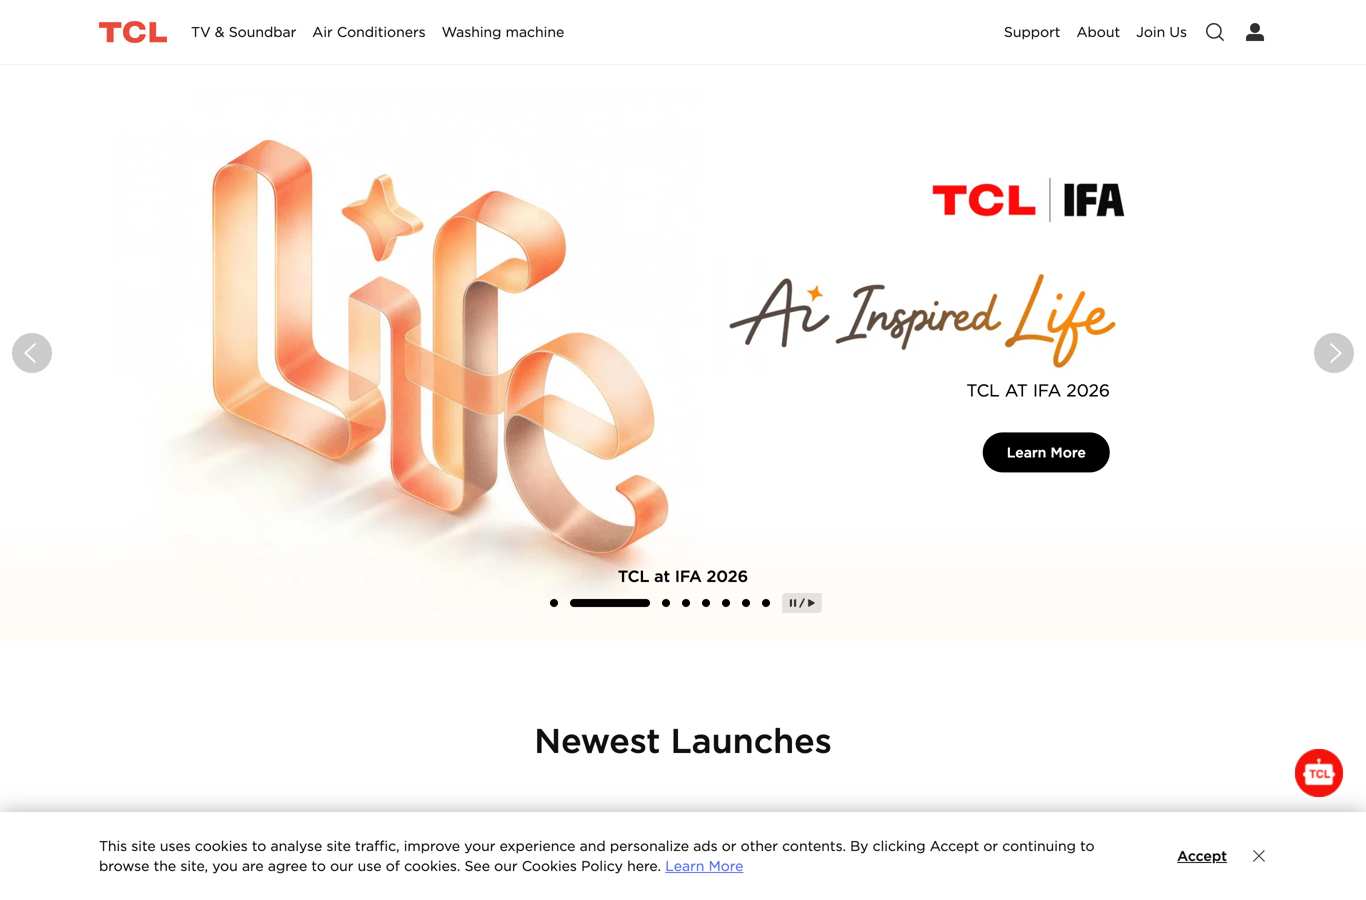 TCL
TV & Soundbar
Air Conditioners
Washing machine
Support
About
Join Us
Life
TCL | IFA
Ai Inspired Life
TCL AT IFA 2026
Learn More
TCL at IFA 2026
Newest Launches
TCL
This site uses cookies to analyse site traffic, improve your experience and personalize ads or other contents. By clicking Accept or continuing to
browse the site, you are agree to our use of cookies. See our Cookies Policy here. Learn More
Accept